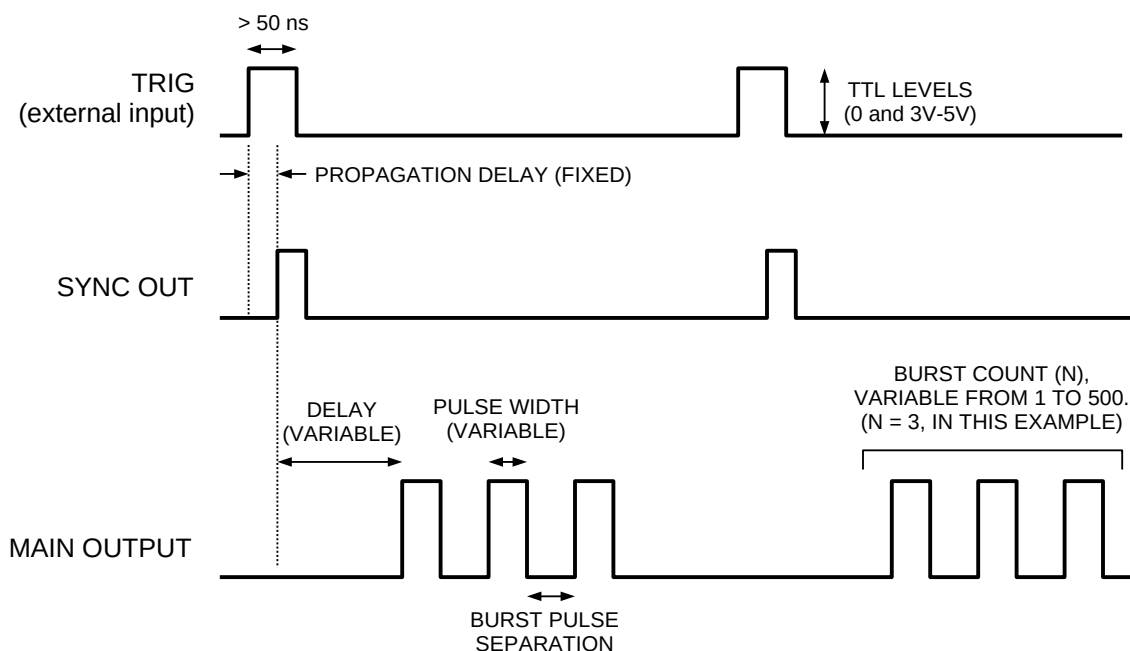 > 50 ns
TRIG
(external input)
TTL LEVELS
(0 and 3V-5V)
PROPAGATION DELAY (FIXED)
SYNC OUT
BURST COUNT (N),
VARIABLE FROM 1 TO 500.
(N = 3, IN THIS EXAMPLE)
DELAY
(VARIABLE)
PULSE WIDTH
(VARIABLE)
MAIN OUTPUT
BURST PULSE
SEPARATION